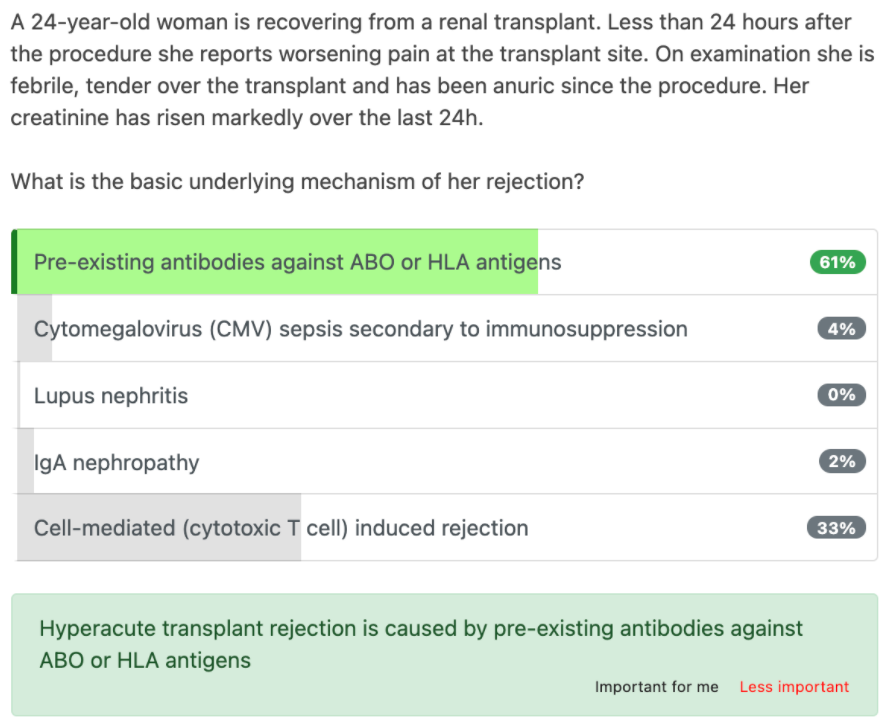 A 24-year-old woman is recovering from a renal transplant. Less than 24 hours after
the procedure she reports worsening pain at the transplant site. On examination she is
febrile, tender over the transplant and has been anuric since the procedure. Her
creatinine has risen markedly over the last 24h.
What is the basic underlying mechanism of her rejection?
Pre-existing antibodies against ABO or HLA antigens 61%
Cytomegalovirus (CMV) sepsis secondary to immunosuppression 4%
Lupus nephritis 0%
IgA nephropathy 2%
Cell-mediated (cytotoxic T cell) induced rejection 33%
Hyperacute transplant rejection is caused by pre-existing antibodies against
ABO or HLA antigens
Important for me Less important